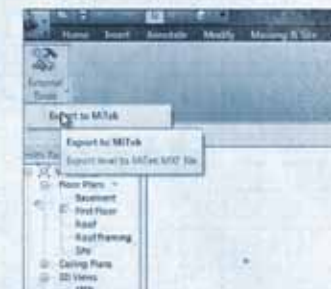 Home Insert Annotate Modify Massing & Site
External
Tools
Export to MiTek
Export to MiTek
Export level to MiTek MXF file
Floor Plans
Basement
First Floor
Roof
Roof Framing
Site
Ceiling Plans
3D Views